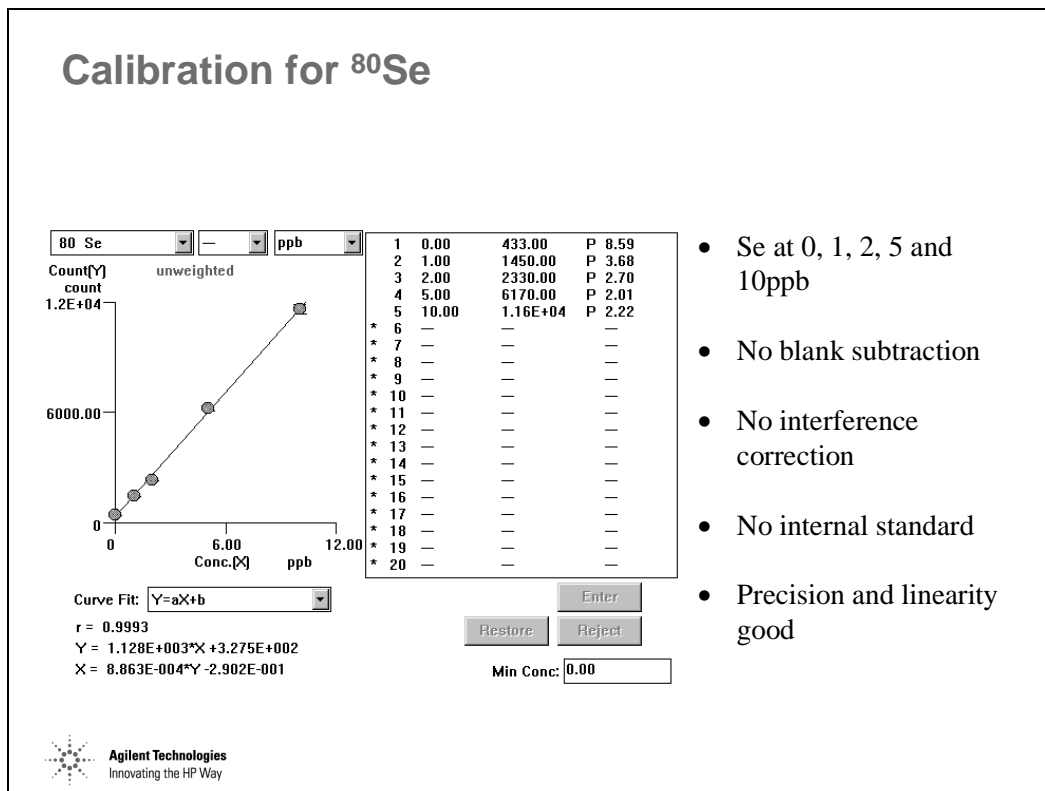 Calibration for ⁸⁰Se
80 Se — ppb
Count(Y) unweighted
count
1.2E+04
6000.00
0
0 6.00 12.00
Conc.(X) ppb
1 0.00 433.00 P 8.59
2 1.00 1450.00 P 3.68
3 2.00 2330.00 P 2.70
4 5.00 6170.00 P 2.01
5 10.00 1.16E+04 P 2.22
* 6 — — —
* 7 — — —
* 8 — — —
* 9 — — —
* 10 — — —
* 11 — — —
* 12 — — —
* 13 — — —
* 14 — — —
* 15 — — —
* 16 — — —
* 17 — — —
* 18 — — —
* 19 — — —
* 20 — — —
Curve Fit: Y=aX+b
r = 0.9993
Y = 1.128E+003*X +3.275E+002
X = 8.863E-004*Y -2.902E-001
Enter
Restore Reject
Min Conc: 0.00
• Se at 0, 1, 2, 5 and
10ppb
• No blank subtraction
• No interference
correction
• No internal standard
• Precision and linearity
good
Agilent Technologies
Innovating the HP Way